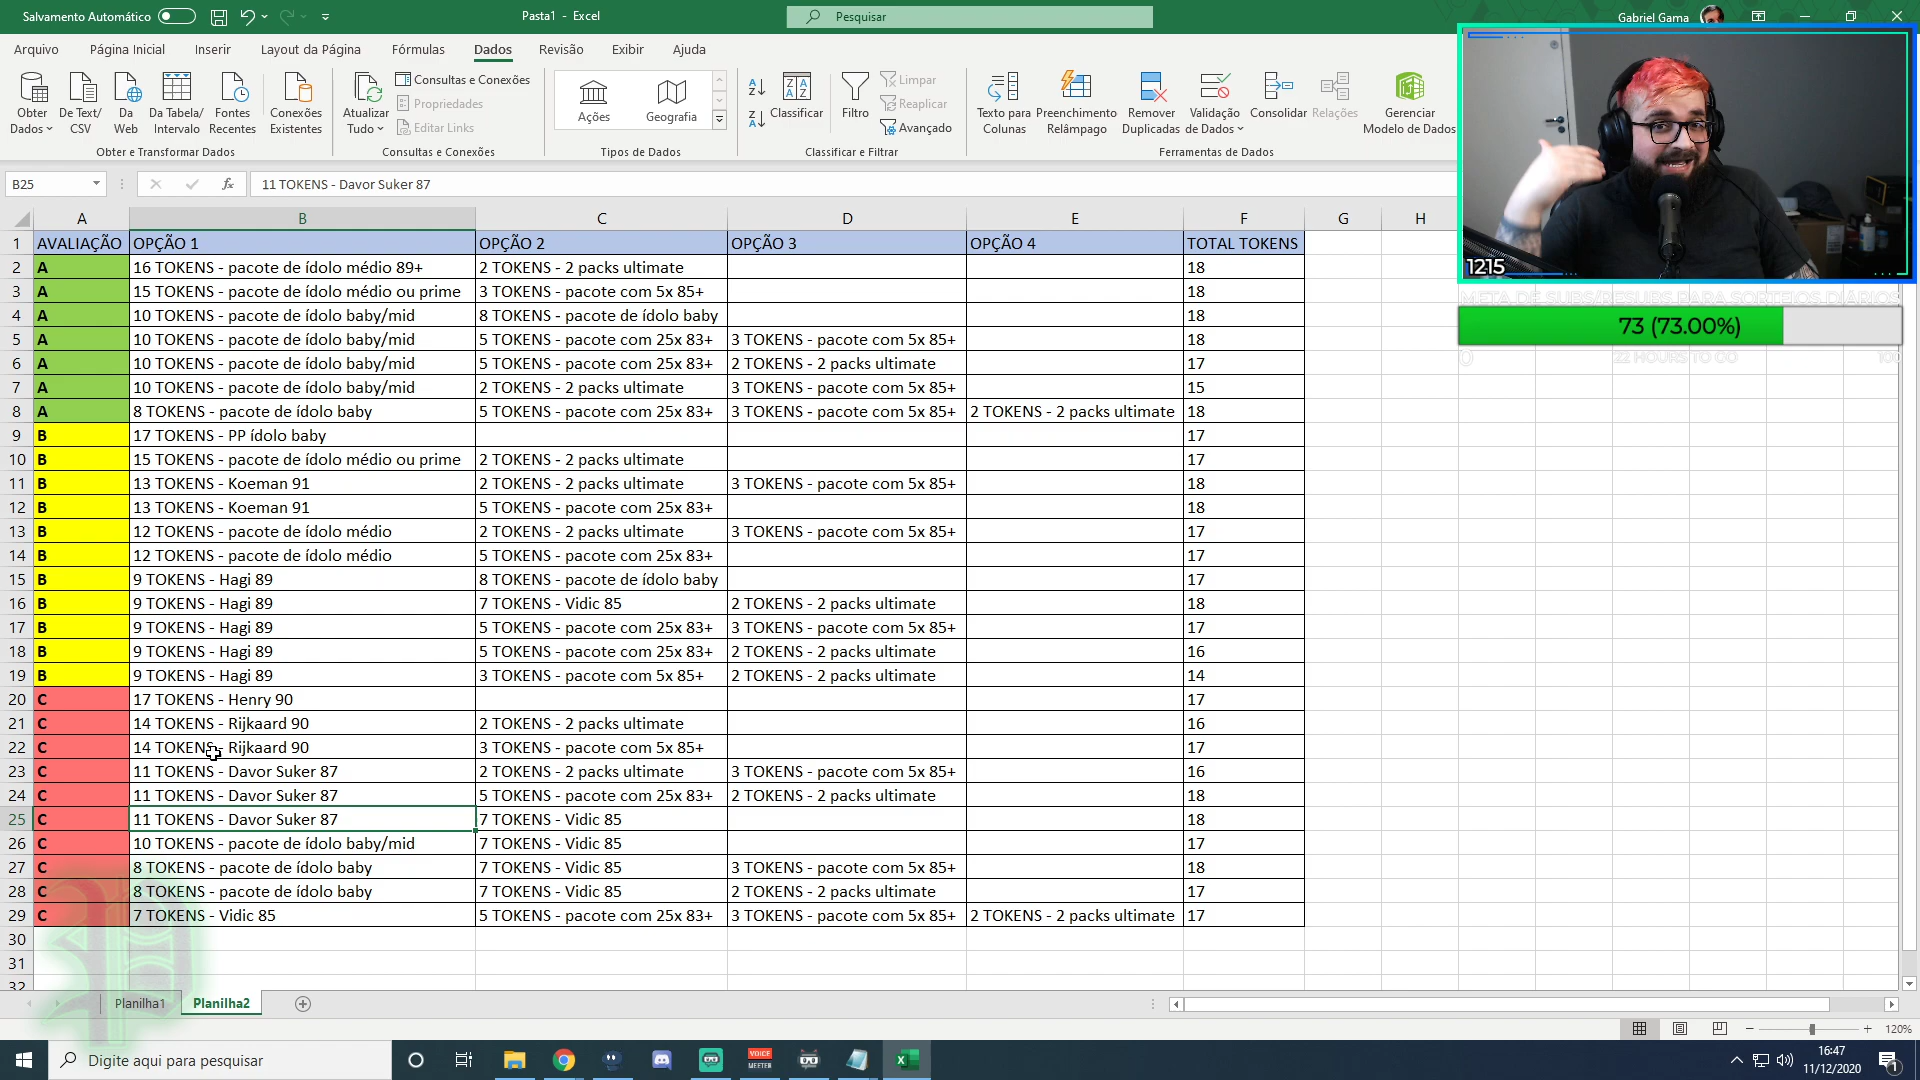 Salvamento Automático
Pasta1 - Excel
Pesquisar
Gabriel Gama
Arquivo Página Inicial Inserir Layout da Página Fórmulas Dados Revisão Exibir Ajuda
Obter Dados
De Text/ CSV
Da Web
Da Tabela/ Intervalo
Fontes Recentes
Conexões Existentes
Obter e Transformar Dados
Atualizar Tudo
Consultas e Conexões
Propriedades
Editar Links
Consultas e Conexões
Ações
Geografia
Tipos de Dados
Classificar
Filtro
Limpar
Reaplicar
Avançado
Classificar e Filtrar
Texto para Colunas
Preenchimento Relâmpago
Remover Duplicadas
Validação de Dados
Consolidar
Relações
Gerenciar Modelo de Dados
Ferramentas de Dados
B25
fx
11 TOKENS - Davor Suker 87
A B C D E F G H
1 AVALIAÇÃO OPÇÃO 1 OPÇÃO 2 OPÇÃO 3 OPÇÃO 4 TOTAL TOKENS
2 A 16 TOKENS - pacote de ídolo médio 89+ 2 TOKENS - 2 packs ultimate 18
3 A 15 TOKENS - pacote de ídolo médio ou prime 3 TOKENS - pacote com 5x 85+ 18
4 A 10 TOKENS - pacote de ídolo baby/mid 8 TOKENS - pacote de ídolo baby 18
5 A 10 TOKENS - pacote de ídolo baby/mid 5 TOKENS - pacote com 25x 83+ 3 TOKENS - pacote com 5x 85+ 18
6 A 10 TOKENS - pacote de ídolo baby/mid 5 TOKENS - pacote com 25x 83+ 2 TOKENS - 2 packs ultimate 17
7 A 10 TOKENS - pacote de ídolo baby/mid 2 TOKENS - 2 packs ultimate 3 TOKENS - pacote com 5x 85+ 15
8 A 8 TOKENS - pacote de ídolo baby 5 TOKENS - pacote com 25x 83+ 3 TOKENS - pacote com 5x 85+ 2 TOKENS - 2 packs ultimate 18
9 B 17 TOKENS - PP ídolo baby 17
10 B 15 TOKENS - pacote de ídolo médio ou prime 2 TOKENS - 2 packs ultimate 17
11 B 13 TOKENS - Koeman 91 2 TOKENS - 2 packs ultimate 3 TOKENS - pacote com 5x 85+ 18
12 B 13 TOKENS - Koeman 91 5 TOKENS - pacote com 25x 83+ 18
13 B 12 TOKENS - pacote de ídolo médio 2 TOKENS - 2 packs ultimate 3 TOKENS - pacote com 5x 85+ 17
14 B 12 TOKENS - pacote de ídolo médio 5 TOKENS - pacote com 25x 83+ 17
15 B 9 TOKENS - Hagi 89 8 TOKENS - pacote de ídolo baby 17
16 B 9 TOKENS - Hagi 89 7 TOKENS - Vidic 85 2 TOKENS - 2 packs ultimate 18
17 B 9 TOKENS - Hagi 89 5 TOKENS - pacote com 25x 83+ 3 TOKENS - pacote com 5x 85+ 17
18 B 9 TOKENS - Hagi 89 5 TOKENS - pacote com 25x 83+ 2 TOKENS - 2 packs ultimate 16
19 B 9 TOKENS - Hagi 89 3 TOKENS - pacote com 5x 85+ 2 TOKENS - 2 packs ultimate 14
20 C 17 TOKENS - Henry 90 17
21 C 14 TOKENS - Rijkaard 90 2 TOKENS - 2 packs ultimate 16
22 C 14 TOKENS - Rijkaard 90 3 TOKENS - pacote com 5x 85+ 17
23 C 11 TOKENS - Davor Suker 87 2 TOKENS - 2 packs ultimate 3 TOKENS - pacote com 5x 85+ 16
24 C 11 TOKENS - Davor Suker 87 5 TOKENS - pacote com 25x 83+ 2 TOKENS - 2 packs ultimate 18
25 C 11 TOKENS - Davor Suker 87 7 TOKENS - Vidic 85 18
26 C 10 TOKENS - pacote de ídolo baby/mid 7 TOKENS - Vidic 85 17
27 C 8 TOKENS - pacote de ídolo baby 7 TOKENS - Vidic 85 3 TOKENS - pacote com 5x 85+ 18
28 C 8 TOKENS - pacote de ídolo baby 7 TOKENS - Vidic 85 2 TOKENS - 2 packs ultimate 17
29 C 7 TOKENS - Vidic 85 5 TOKENS - pacote com 25x 83+ 3 TOKENS - pacote com 5x 85+ 2 TOKENS - 2 packs ultimate 17
30
31
32
1215
META DE SUBS/RESUBS PARA SORTEIOS DIÁRIOS
73 (73.00%)
0 22 HOURS TO GO 100
Planilha1 Planilha2
120%
Digite aqui para pesquisar
VOICE MEETER
16:47
11/12/2020
1